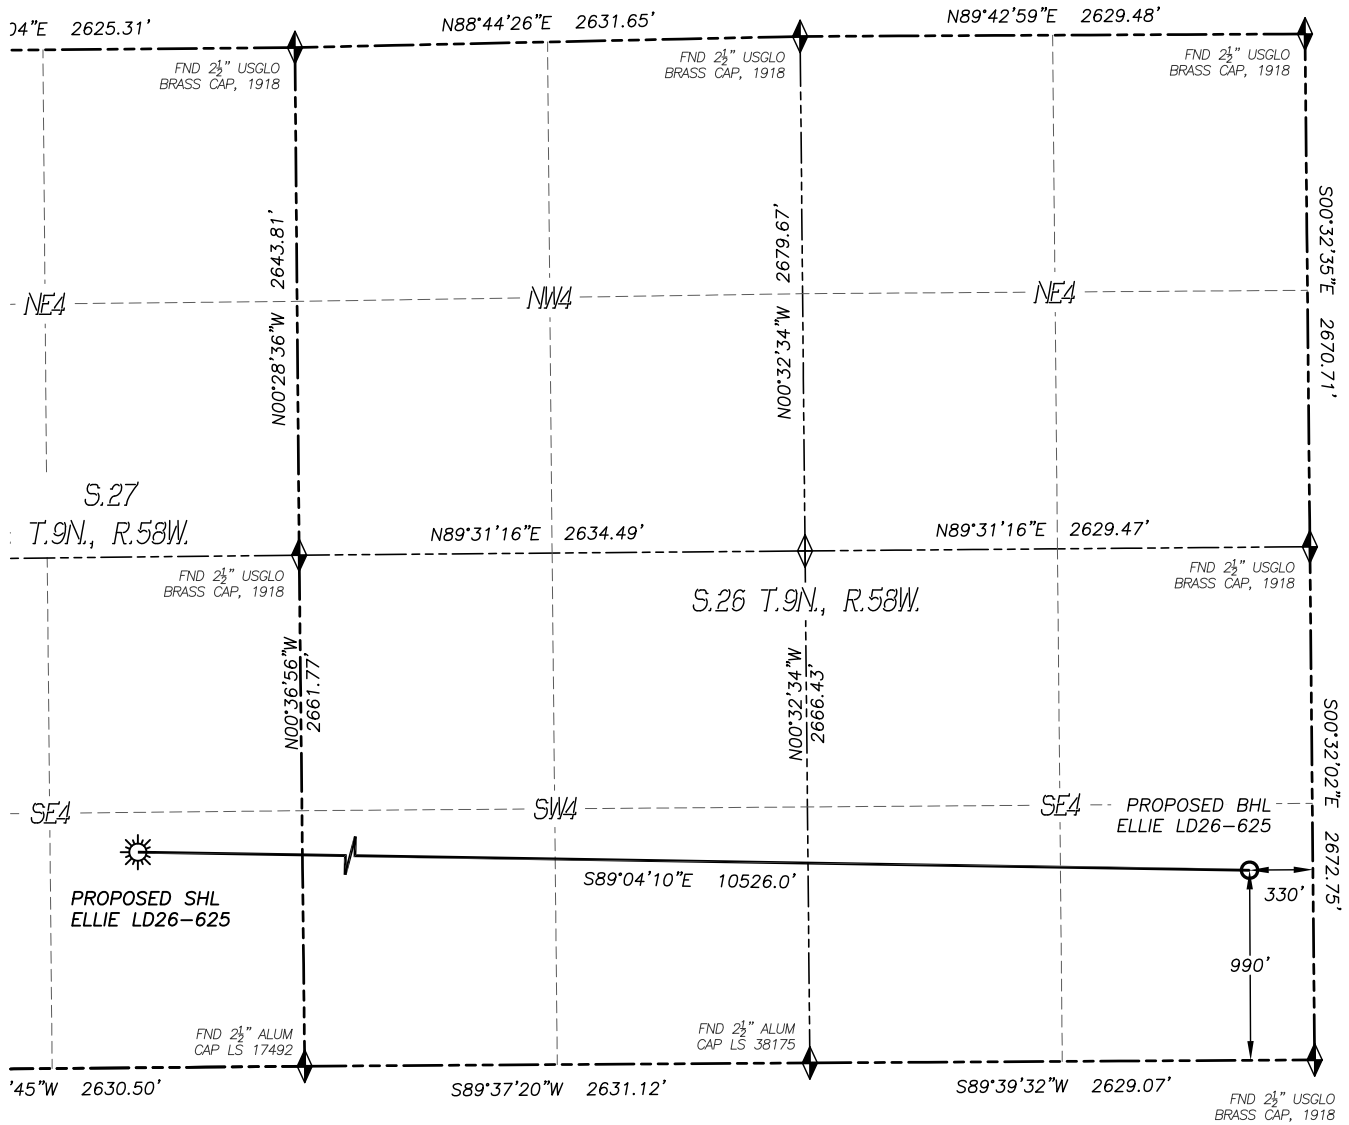 04"E 2625.31'
N88°44'26"E 2631.65'
N89°42'59"E 2629.48'
FND 2½" USGLO
BRASS CAP, 1918
FND 2½" USGLO
BRASS CAP, 1918
FND 2½" USGLO
BRASS CAP, 1918
N00°28'36"W 2643.81'
N00°32'34"W 2679.67'
S00°32'35"E 2670.71'
NE4
NW4
NE4
S.27
T.9N., R.58W.
N89°31'16"E 2634.49'
N89°31'16"E 2629.47'
FND 2½" USGLO
BRASS CAP, 1918
S.26 T.9N., R.58W.
FND 2½" USGLO
BRASS CAP, 1918
N00°36'56"W
2661.77'
N00°32'34"W
2666.43'
S00°32'02"E 2672.75'
SE4
SW4
SE4
PROPOSED BHL
ELLIE LD26-625
PROPOSED SHL
ELLIE LD26-625
S89°04'10"E 10526.0'
330'
990'
FND 2½" ALUM
CAP LS 17492
FND 2½" ALUM
CAP LS 38175
'45"W 2630.50'
S89°37'20"W 2631.12'
S89°39'32"W 2629.07'
FND 2½" USGLO
BRASS CAP, 1918